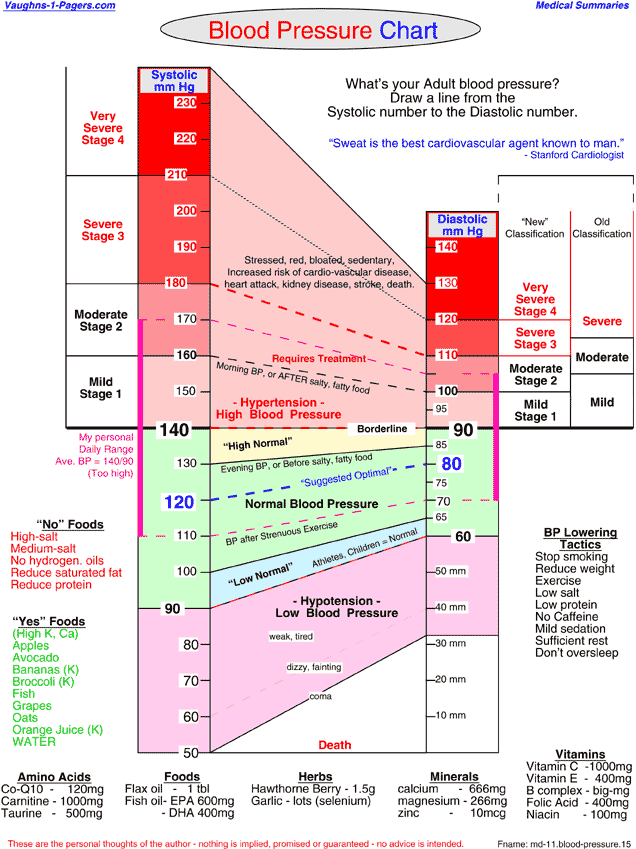 Vaughns-1-Pagers.com
Medical Summaries
Blood Pressure Chart
What's your Adult blood pressure?
Draw a line from the
Systolic number to the Diastolic number.
“Sweat is the best cardiovascular agent known to man.”
- Stanford Cardiologist
Systolic
mm Hg
230
220
210
200
190
180
170
160
150
140
130
120
110
100
90
80
70
60
50
Very
Severe
Stage 4
Severe
Stage 3
Moderate
Stage 2
Mild
Stage 1
My personal
Daily Range
Ave. BP = 140/90
(Too high)
Stressed, red, bloated, sedentary,
Increased risk of cardio-vascular disease,
heart attack, kidney disease, stroke, death.
Requires Treatment
Morning BP, or AFTER salty, fatty food
- Hypertension -
High Blood Pressure
Borderline
“High Normal”
Evening BP, or Before salty, fatty food
“Suggested Optimal”
Normal Blood Pressure
BP after Strenuous Exercise
“Low Normal”
Athletes, Children = Normal
- Hypotension -
Low Blood Pressure
weak, tired
dizzy, fainting
coma
Death
Diastolic
mm Hg
140
130
120
110
100
95
90
85
80
75
70
65
60
50 mm
40 mm
30 mm
20 mm
10 mm
“New”
Classification
Very
Severe
Stage 4
Severe
Stage 3
Moderate
Stage 2
Mild
Stage 1
Old
Classification
Severe
Moderate
Mild
“No” Foods
High-salt
Medium-salt
No hydrogen. oils
Reduce saturated fat
Reduce protein
“Yes” Foods
(High K, Ca)
Apples
Avocado
Bananas (K)
Broccoli (K)
Fish
Grapes
Oats
Orange Juice (K)
WATER
BP Lowering
Tactics
Stop smoking
Reduce weight
Exercise
Low salt
Low protein
No Caffeine
Mild sedation
Sufficient rest
Don't oversleep
Amino Acids
Co-Q10 - 120mg
Carnitine - 1000mg
Taurine - 500mg
Foods
Flax oil - 1 tbl
Fish oil- EPA 600mg
- DHA 400mg
Herbs
Hawthorne Berry - 1.5g
Garlic - lots (selenium)
Minerals
calcium - 666mg
magnesium - 266mg
zinc - 10mcg
Vitamins
Vitamin C -1000mg
Vitamin E - 400mg
B complex - big-mg
Folic Acid - 400mg
Niacin - 100mg
These are the personal thoughts of the author - nothing is implied, promised or guaranteed - no advice is intended.
Fname: md-11.blood-pressure.15